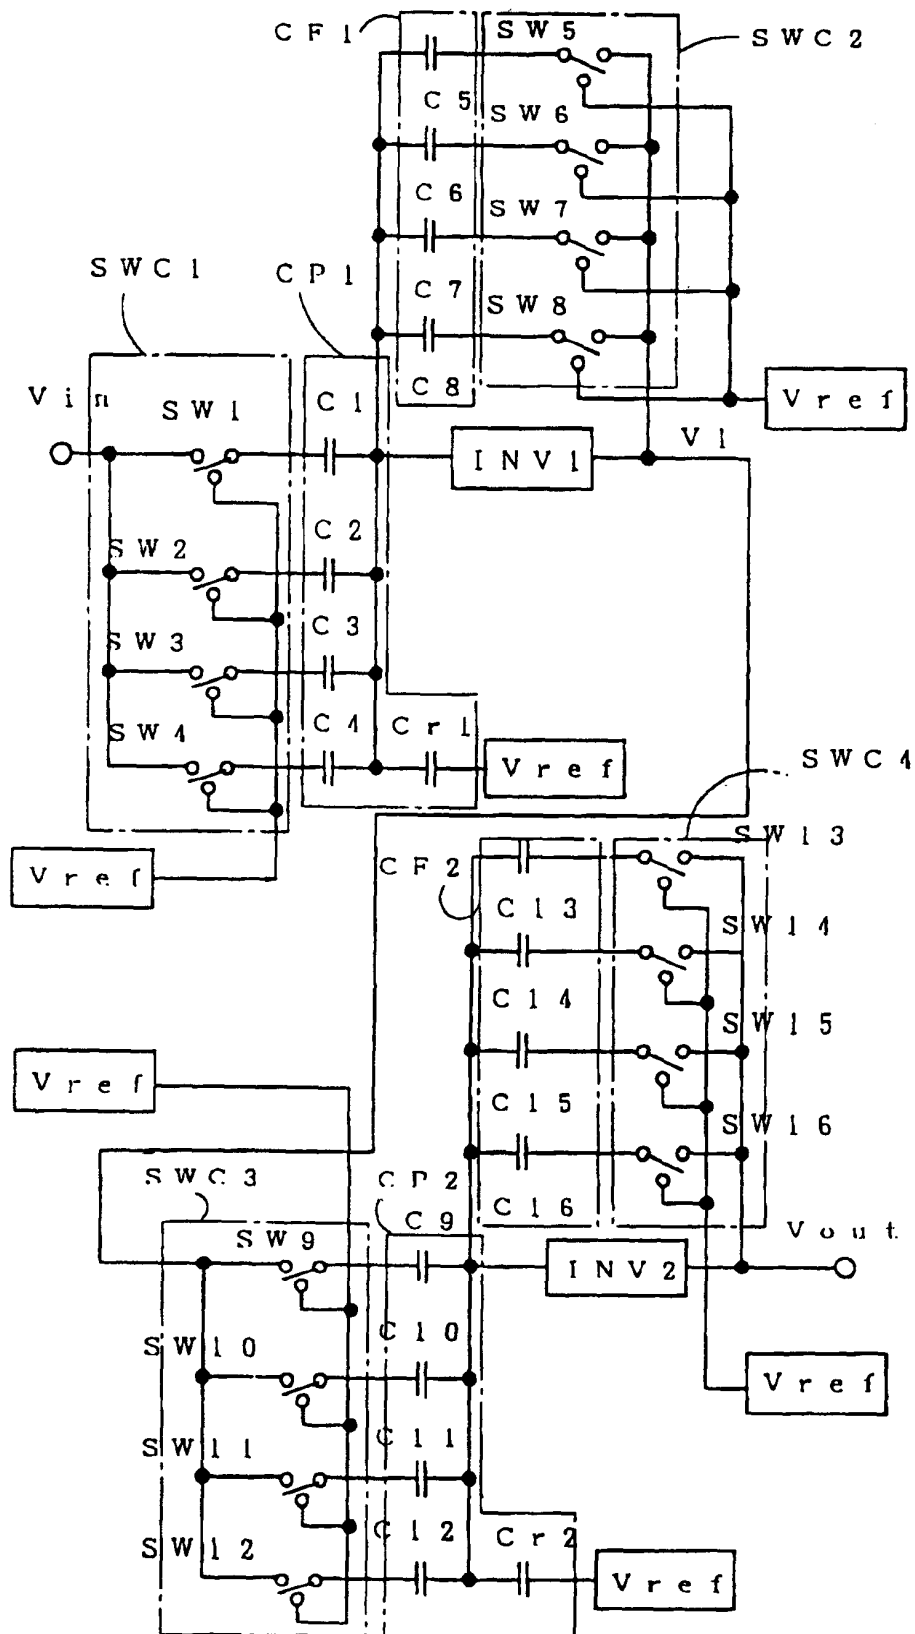 CF1
SW5
SWC2
C5
SW6
C6
SW7
SWC1
CP1
C7
SW8
Vin
SW1
C1
C8
Vref
V1
INV1
SW2
C2
SW3
C3
SW4
C4
Cr1
Vref
SWC4
SW13
Vref
CF2
C13
SW14
C14
SW15
Vref
C15
SW16
SWC3
CP2
C16
Vout
SW9
C9
INV2
SW10
C10
Vref
SW11
C11
SW12
C12
Cr2
Vref